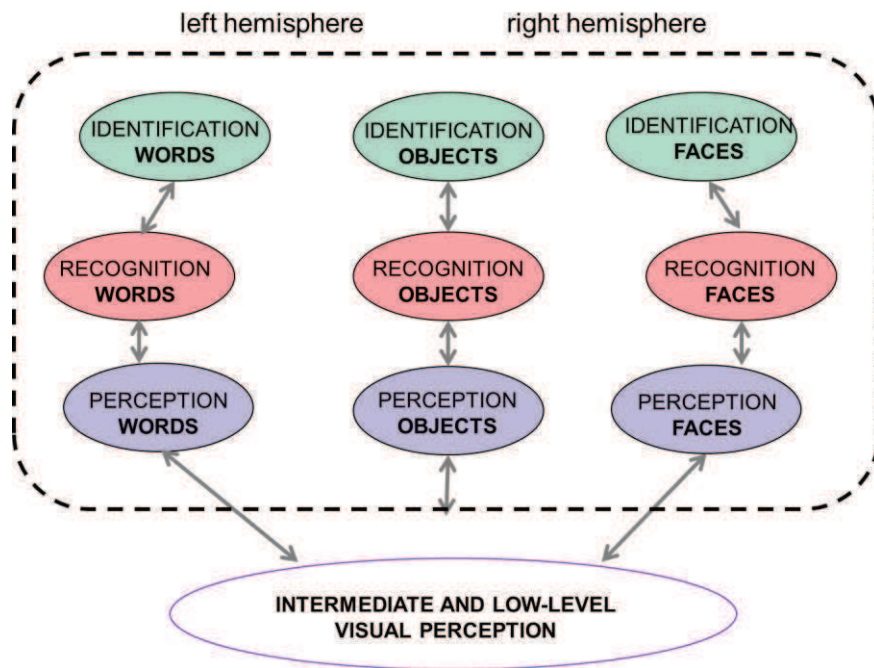 left hemisphere right hemisphere
IDENTIFICATION
WORDS
IDENTIFICATION
OBJECTS
IDENTIFICATION
FACES
RECOGNITION
WORDS
RECOGNITION
OBJECTS
RECOGNITION
FACES
PERCEPTION
WORDS
PERCEPTION
OBJECTS
PERCEPTION
FACES
INTERMEDIATE AND LOW-LEVEL
VISUAL PERCEPTION